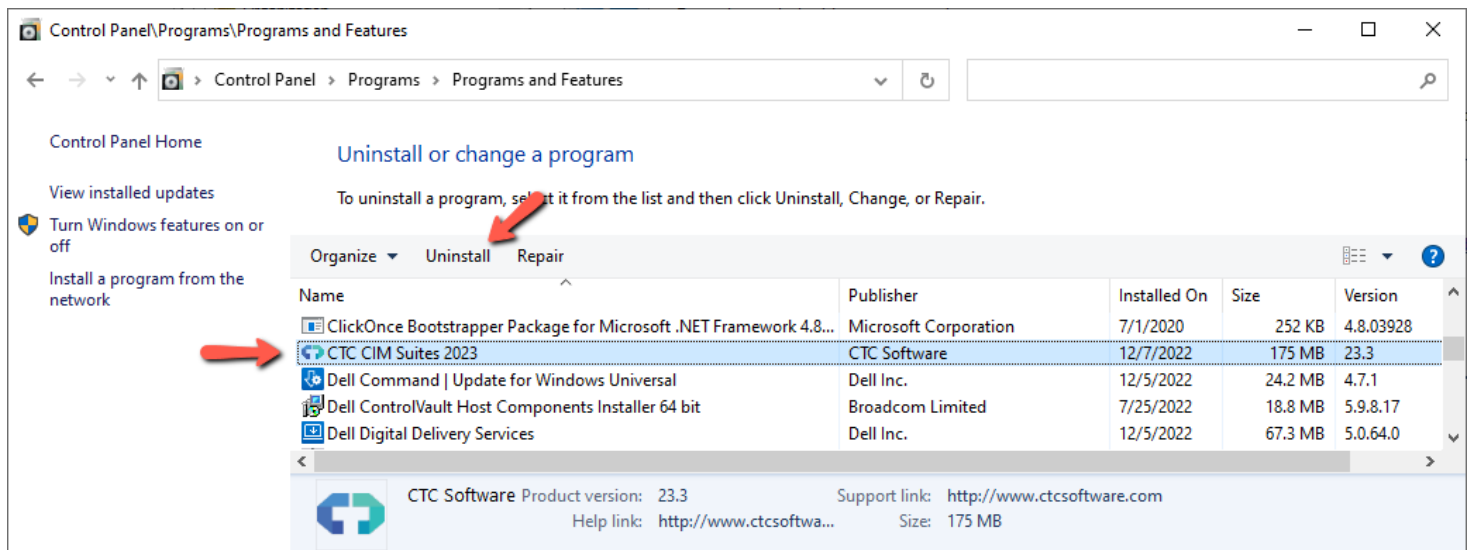 Control Panel\Programs\Programs and Features
Control Panel > Programs > Programs and Features
Control Panel Home
View installed updates
Turn Windows features on or
off
Install a program from the
network
Uninstall or change a program
To uninstall a program, select it from the list and then click Uninstall, Change, or Repair.
Organize Uninstall Repair
Name Publisher Installed On Size Version
ClickOnce Bootstrapper Package for Microsoft .NET Framework 4.8... Microsoft Corporation 7/1/2020 252 KB 4.8.03928
CTC CIM Suites 2023 CTC Software 12/7/2022 175 MB 23.3
Dell Command | Update for Windows Universal Dell Inc. 12/5/2022 24.2 MB 4.7.1
Dell ControlVault Host Components Installer 64 bit Broadcom Limited 7/25/2022 18.8 MB 5.9.8.17
Dell Digital Delivery Services Dell Inc. 12/5/2022 67.3 MB 5.0.64.0
CTC Software Product version: 23.3 Support link: http://www.ctcsoftware.com
Help link: http://www.ctcsoftwa... Size: 175 MB